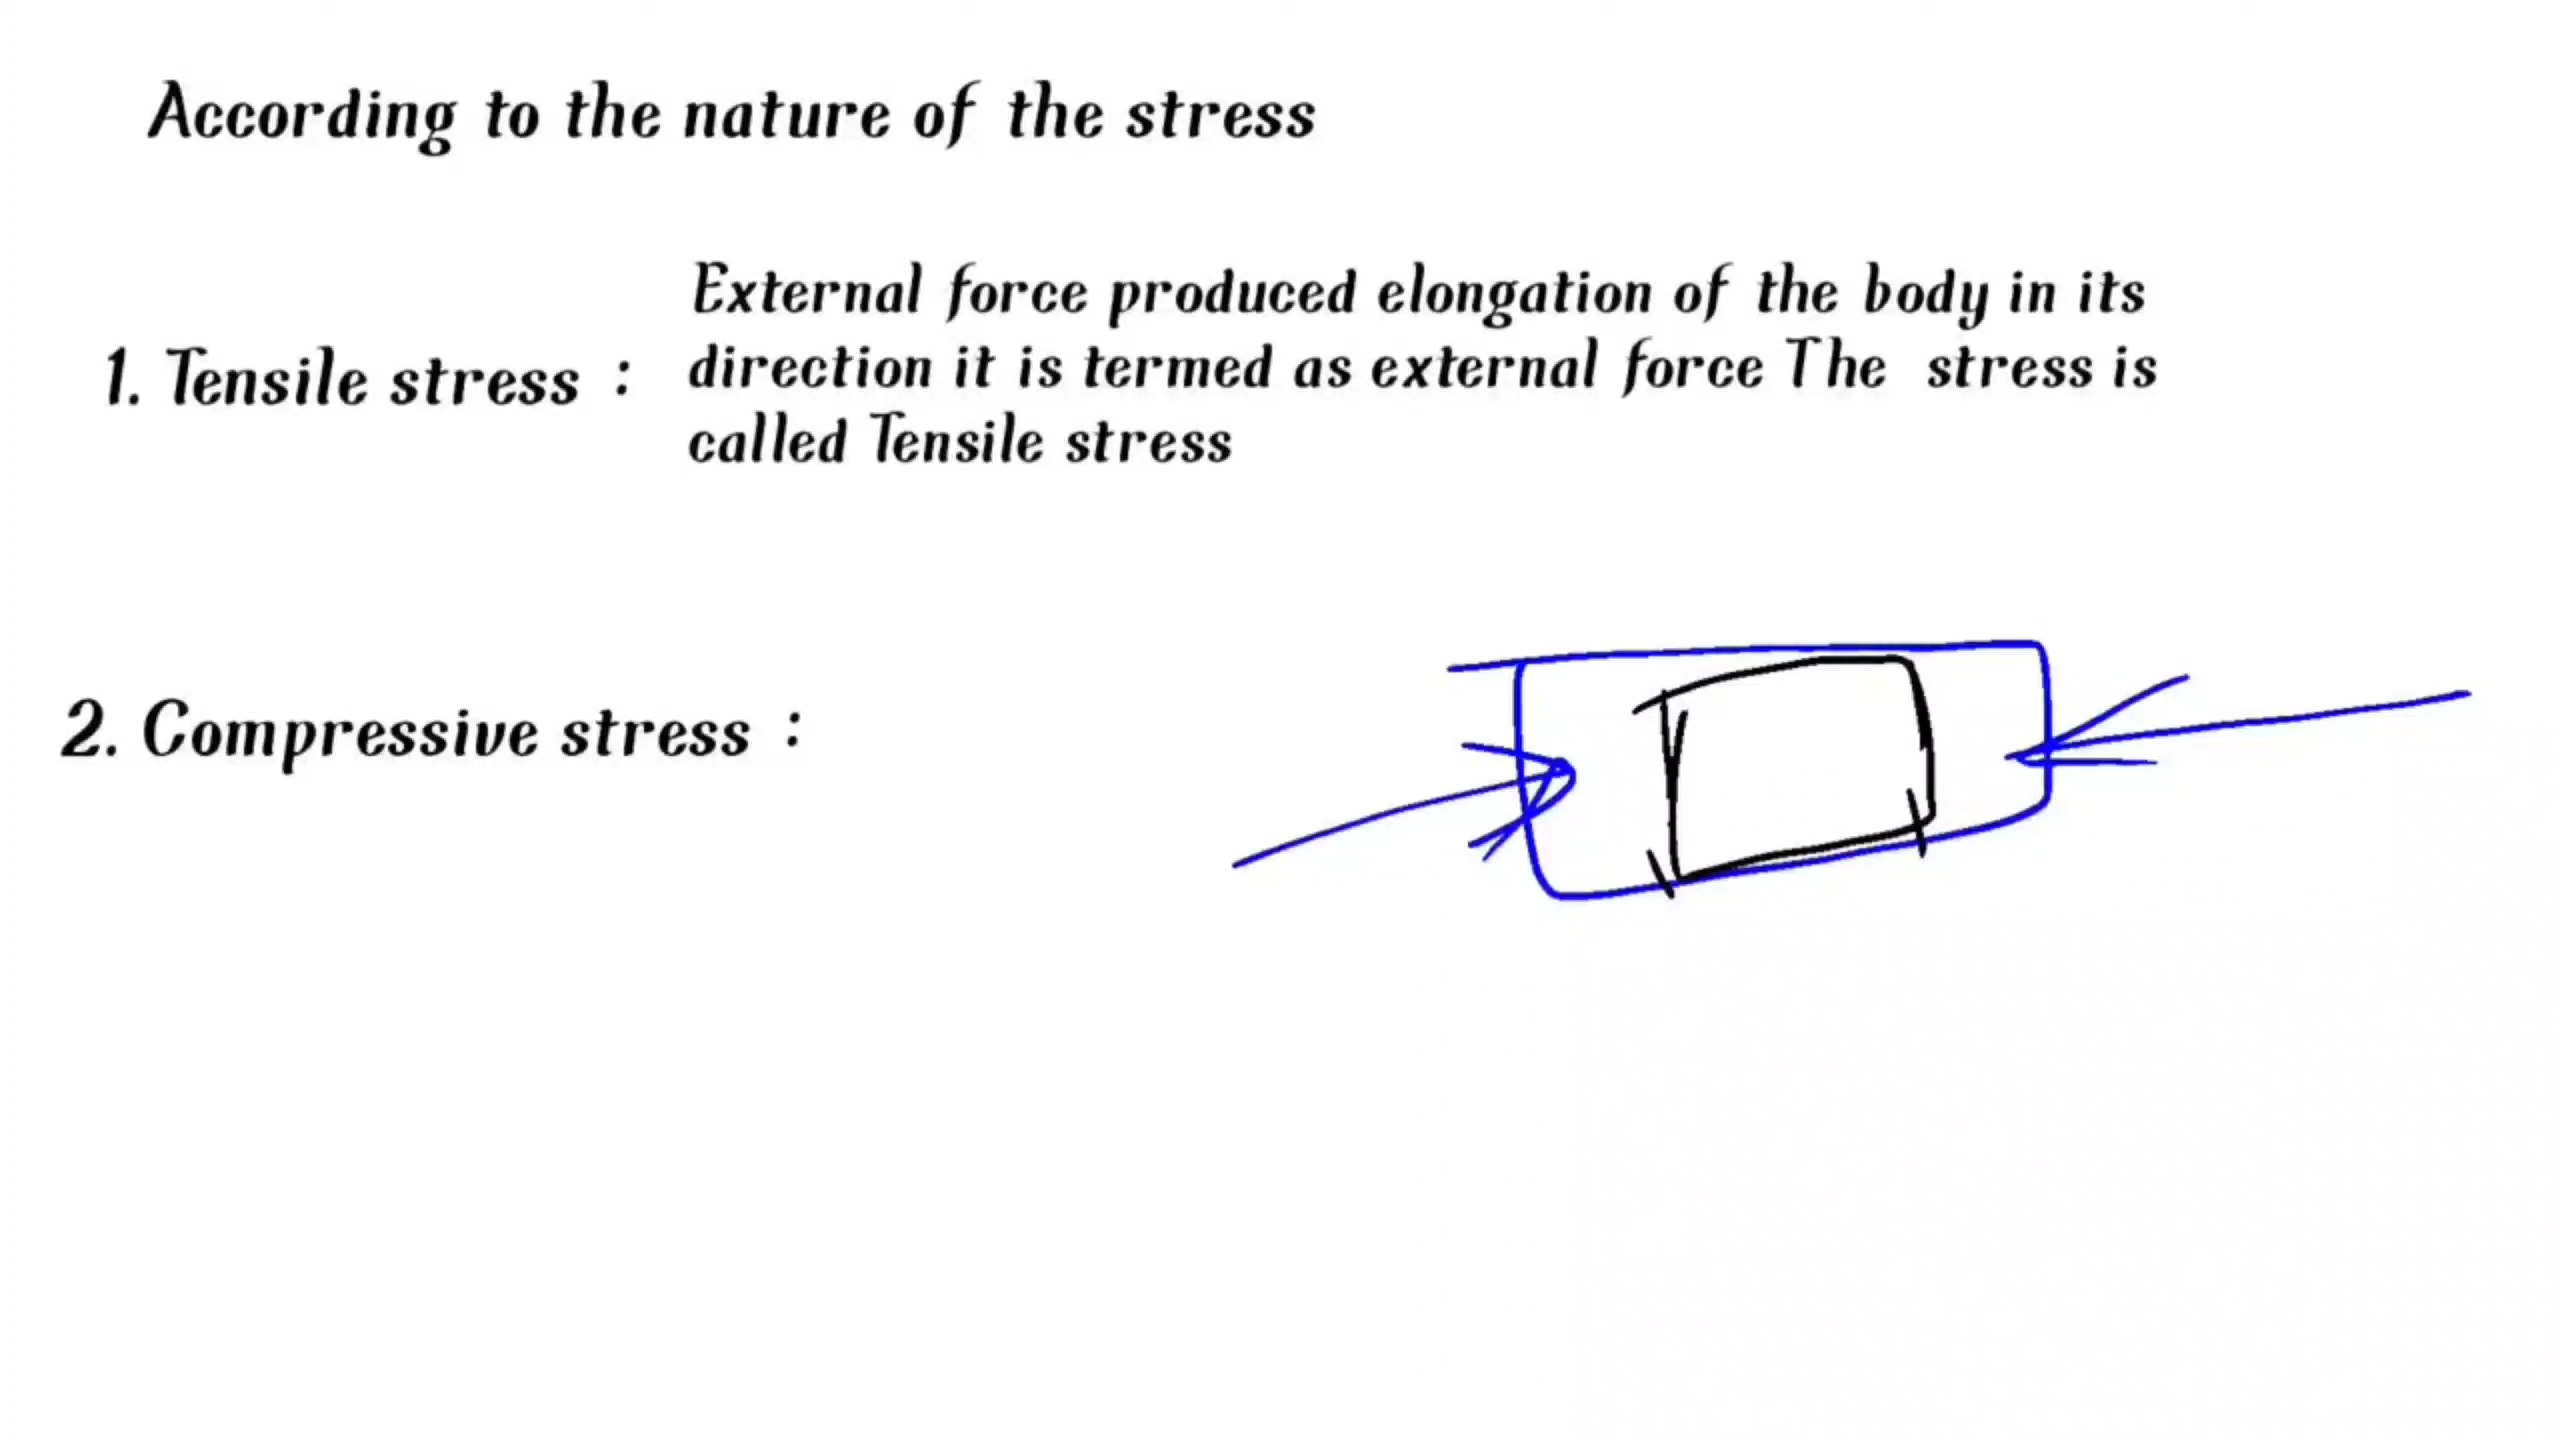 According to the nature of the stress
External force produced elongation of the body in its
1. Tensile stress : direction it is termed as external force The stress is
called Tensile stress
2. Compressive stress :